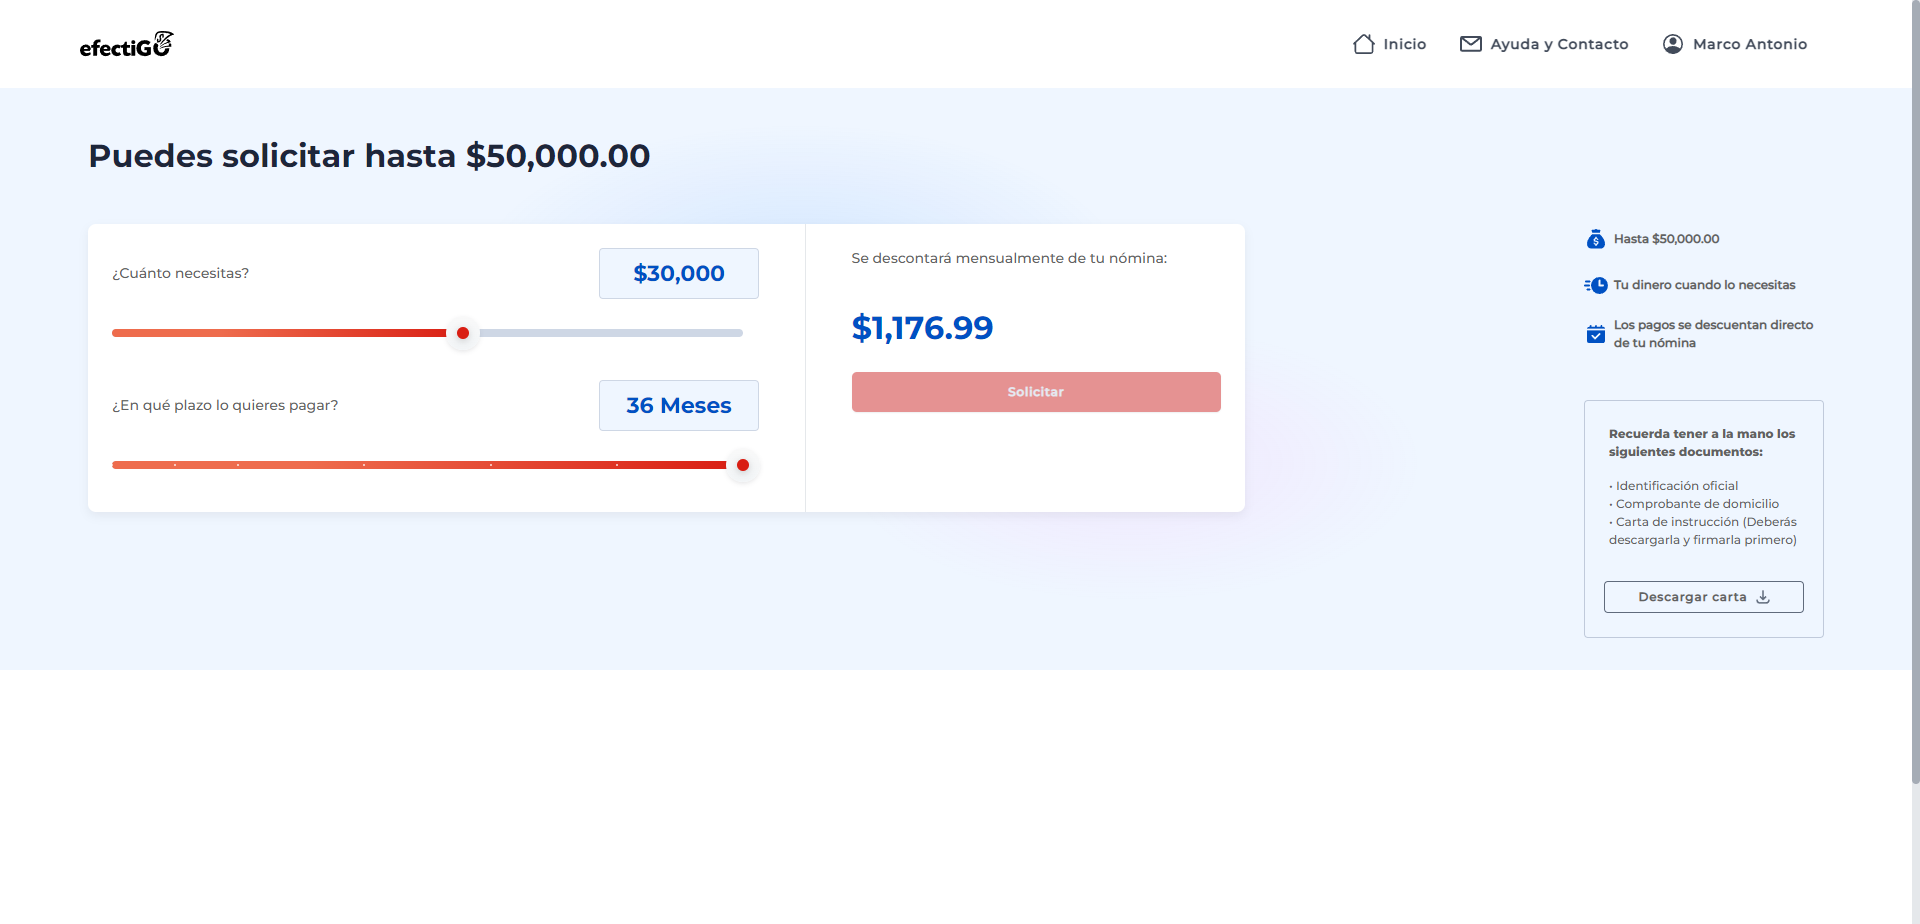 efectiGO
Inicio
Ayuda y Contacto
Marco Antonio
Puedes solicitar hasta $50,000.00
¿Cuánto necesitas?
$30,000
¿En qué plazo lo quieres pagar?
36 Meses
Se descontará mensualmente de tu nómina:
$1,176.99
Solicitar
Hasta $50,000.00
Tu dinero cuando lo necesitas
Los pagos se descuentan directo
de tu nómina
Recuerda tener a la mano los
siguientes documentos:
• Identificación oficial
• Comprobante de domicilio
• Carta de instrucción (Deberás
descargarla y firmarla primero)
Descargar carta